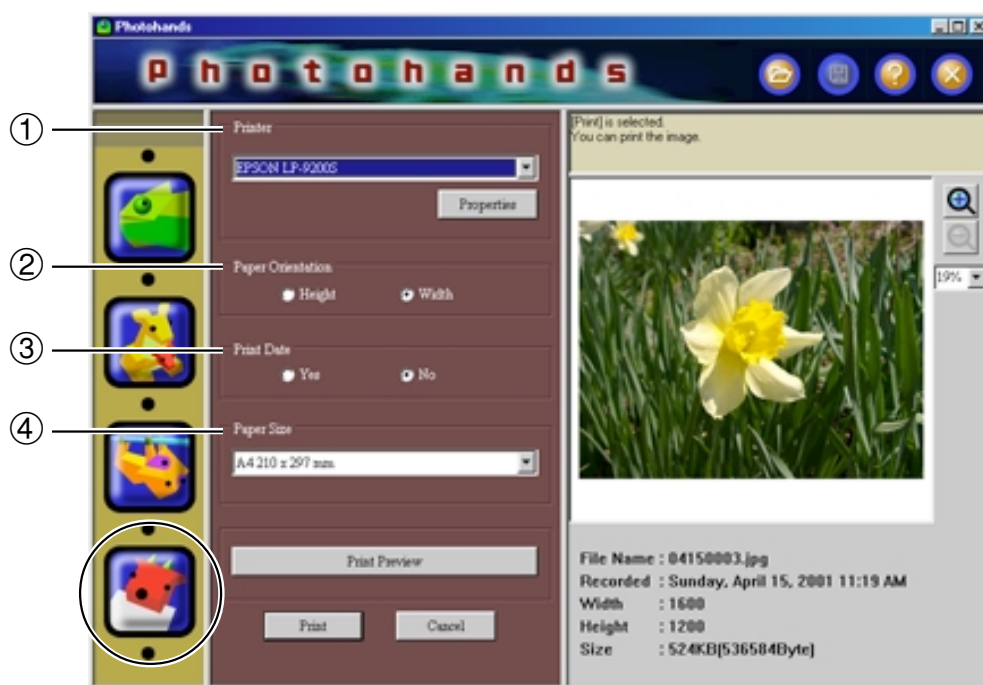 Photohands
Photohands
① Printer
EPSON LP-9200S
Properties
② Paper Orientation
Height Width
③ Print Date
Yes No
④ Paper Size
A4 210 x 297 mm
Print Preview
Print Cancel
[Print] is selected.
You can print the image.
19%
File Name : 04150003.jpg
Recorded : Sunday, April 15, 2001 11:19 AM
Width : 1600
Height : 1200
Size : 524KB[536584Byte]